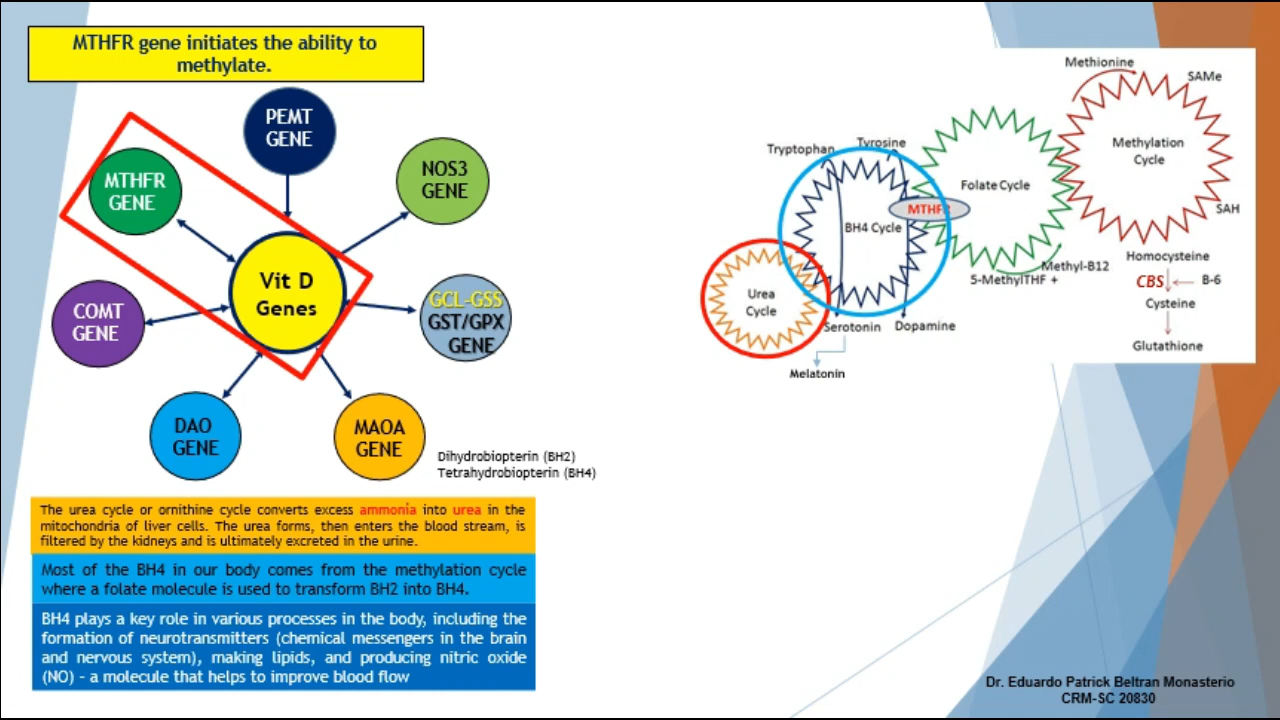 MTHFR gene initiates the ability to
methylate.
PEMT
GENE
MTHFR
GENE
NOS3
GENE
Vit D
Genes
COMT
GENE
GCL-GSS
GST/GPX
GENE
DAO
GENE
MAOA
GENE
Dihydrobiopterin (BH2)
Tetrahydrobiopterin (BH4)
The urea cycle or ornithine cycle converts excess ammonia into urea in the
mitochondria of liver cells. The urea forms, then enters the blood stream, is
filtered by the kidneys and is ultimately excreted in the urine.
Most of the BH4 in our body comes from the methylation cycle
where a folate molecule is used to transform BH2 into BH4.
BH4 plays a key role in various processes in the body, including the
formation of neurotransmitters (chemical messengers in the brain
and nervous system), making lipids, and producing nitric oxide
(NO) – a molecule that helps to improve blood flow
Methionine
SAMe
Methylation
Cycle
SAH
Tryptophan
Tyrosine
Folate Cycle
MTHFR
BH4 Cycle
Urea
Cycle
Homocysteine
Methyl-B12
5-MethylTHF +
CBS
B-6
Cysteine
Glutathione
Serotonin
Dopamine
Melatonin
Dr. Eduardo Patrick Beltran Monasterio
CRM-SC 20830